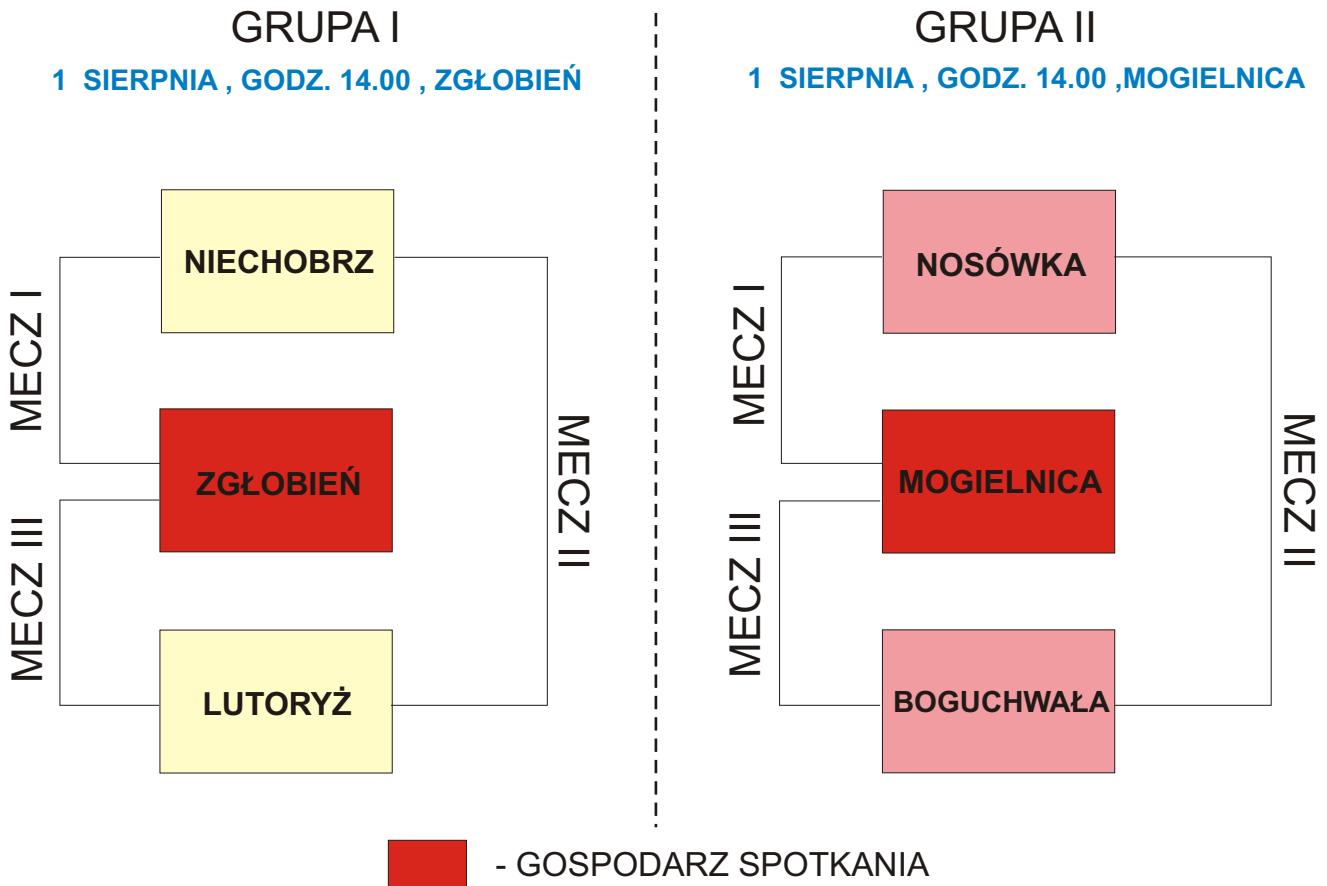 GRUPA I
1 SIERPNIA , GODZ. 14.00 , ZGŁOBIEŃ
NIECHOBRZ
MECZ I
ZGŁOBIEŃ
MECZ II
MECZ III
LUTORYŻ
GRUPA II
1 SIERPNIA , GODZ. 14.00 ,MOGIELNICA
NOSÓWKA
MECZ I
MOGIELNICA
MECZ II
MECZ III
BOGUCHWAŁA
- GOSPODARZ SPOTKANIA